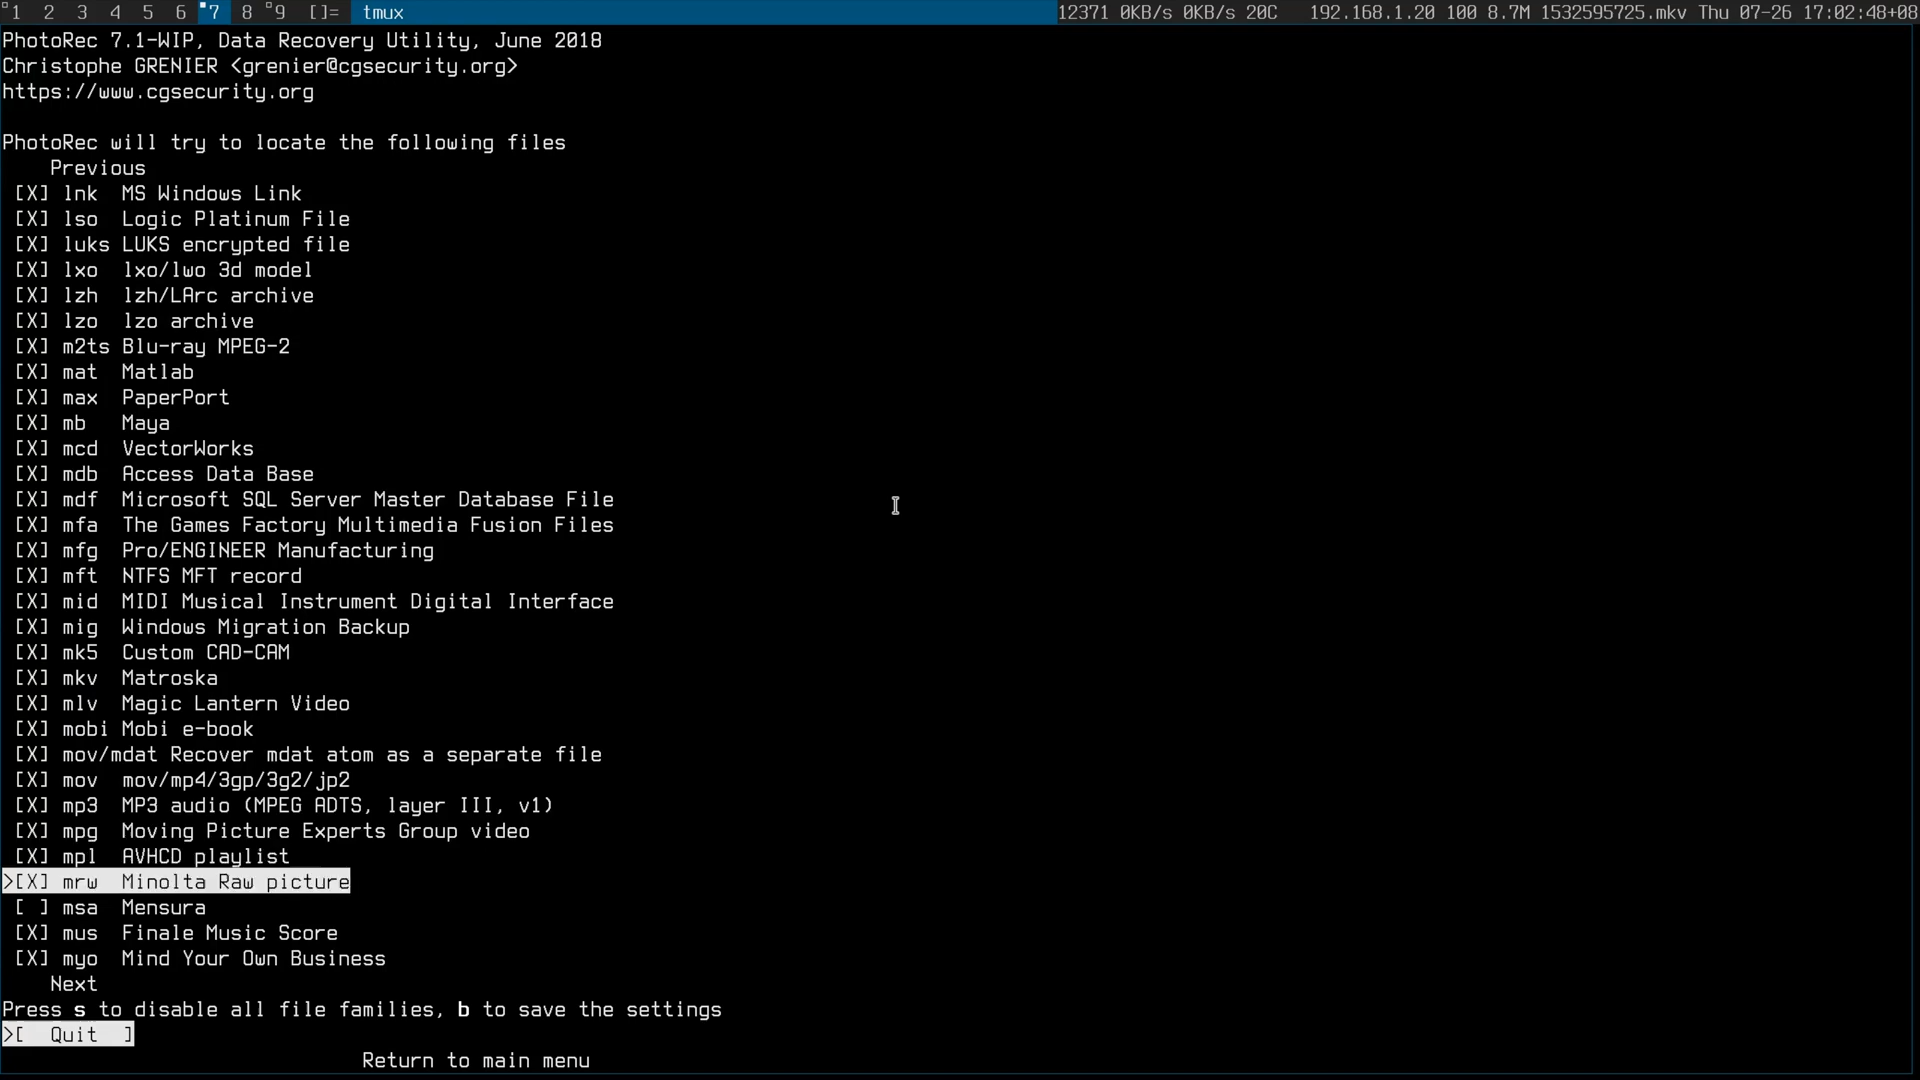 1 2 3 4 5 6 7 8 9 []= tmux 12371 0KB/s 0KB/s 20C 192.168.1.20 100 8.7M 1532595725.mkv Thu 07-26 17:02:48+08
PhotoRec 7.1-WIP, Data Recovery Utility, June 2018
Christophe GRENIER <grenier@cgsecurity.org>
https://www.cgsecurity.org
PhotoRec will try to locate the following files
Previous
[X] lnk MS Windows Link
[X] lso Logic Platinum File
[X] luks LUKS encrypted file
[X] lxo lxo/lwo 3d model
[X] lzh lzh/LArc archive
[X] lzo lzo archive
[X] m2ts Blu-ray MPEG-2
[X] mat Matlab
[X] max PaperPort
[X] mb Maya
[X] mcd VectorWorks
[X] mdb Access Data Base
[X] mdf Microsoft SQL Server Master Database File
[X] mfa The Games Factory Multimedia Fusion Files
[X] mfg Pro/ENGINEER Manufacturing
[X] mft NTFS MFT record
[X] mid MIDI Musical Instrument Digital Interface
[X] mig Windows Migration Backup
[X] mk5 Custom CAD-CAM
[X] mkv Matroska
[X] mlv Magic Lantern Video
[X] mobi Mobi e-book
[X] mov/mdat Recover mdat atom as a separate file
[X] mov mov/mp4/3gp/3g2/jp2
[X] mp3 MP3 audio (MPEG ADTS, layer III, v1)
[X] mpg Moving Picture Experts Group video
[X] mpl AVHCD playlist
>[X] mrw Minolta Raw picture
[ ] msa Mensura
[X] mus Finale Music Score
[X] myo Mind Your Own Business
Next
Press s to disable all file families, b to save the settings
>[ Quit ]
Return to main menu